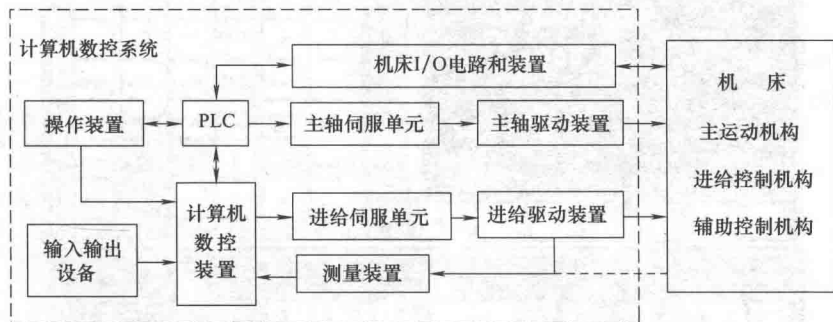 计算机数控系统
机床I/O电路和装置
操作装置
PLC
主轴伺服单元
主轴驱动装置
计算机
数控
装置
进给伺服单元
进给驱动装置
输入输出
设备
测量装置
机 床
主运动机构
进给控制机构
辅助控制机构